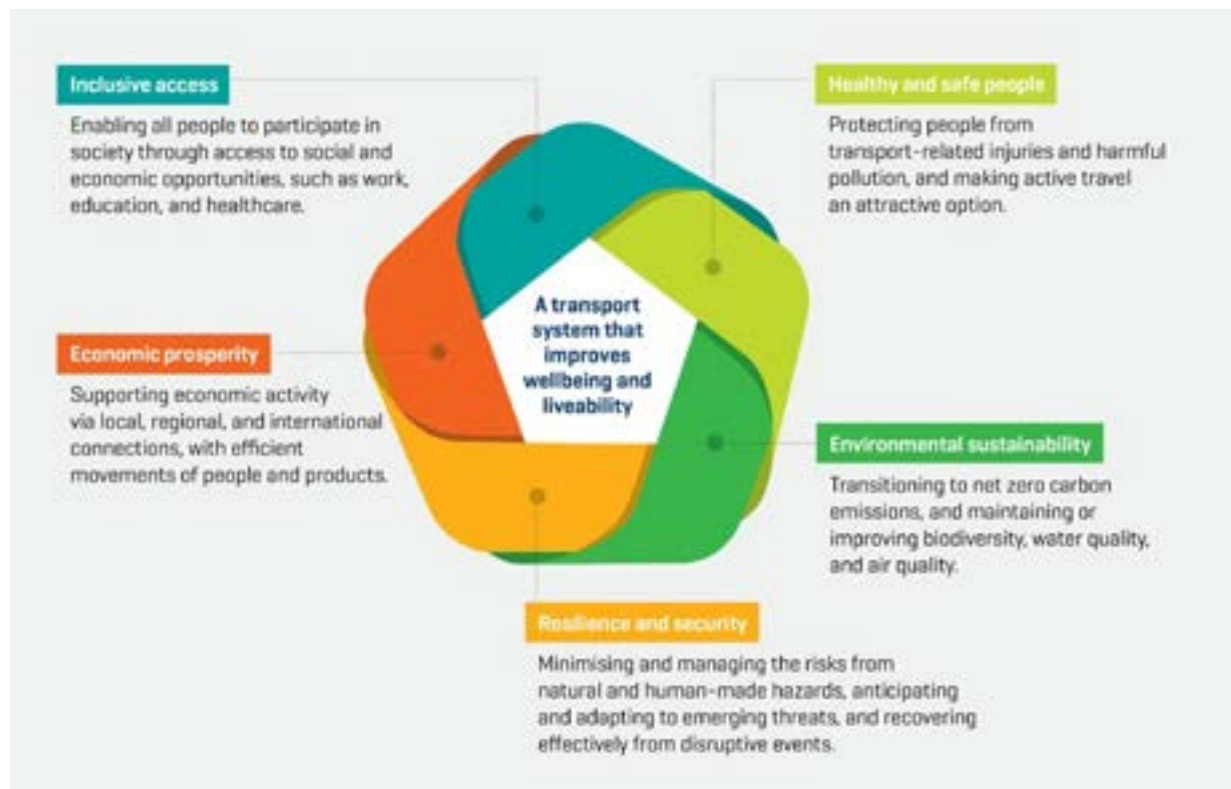 Inclusive access
Enabling all people to participate in
society through access to social and
economic opportunities, such as work,
education, and healthcare.
Healthy and safe people
Protecting people from
transport-related injuries and harmful
pollution, and making active travel
an attractive option.
A transport
system that
improves
wellbeing and
liveability
Economic prosperity
Supporting economic activity
via local, regional, and international
connections, with efficient
movements of people and products.
Environmental sustainability
Transitioning to net zero carbon
emissions, and maintaining or
improving biodiversity, water quality,
and air quality.
Resilience and security
Minimising and managing the risks from
natural and human-made hazards, anticipating
and adapting to emerging threats, and recovering
effectively from disruptive events.